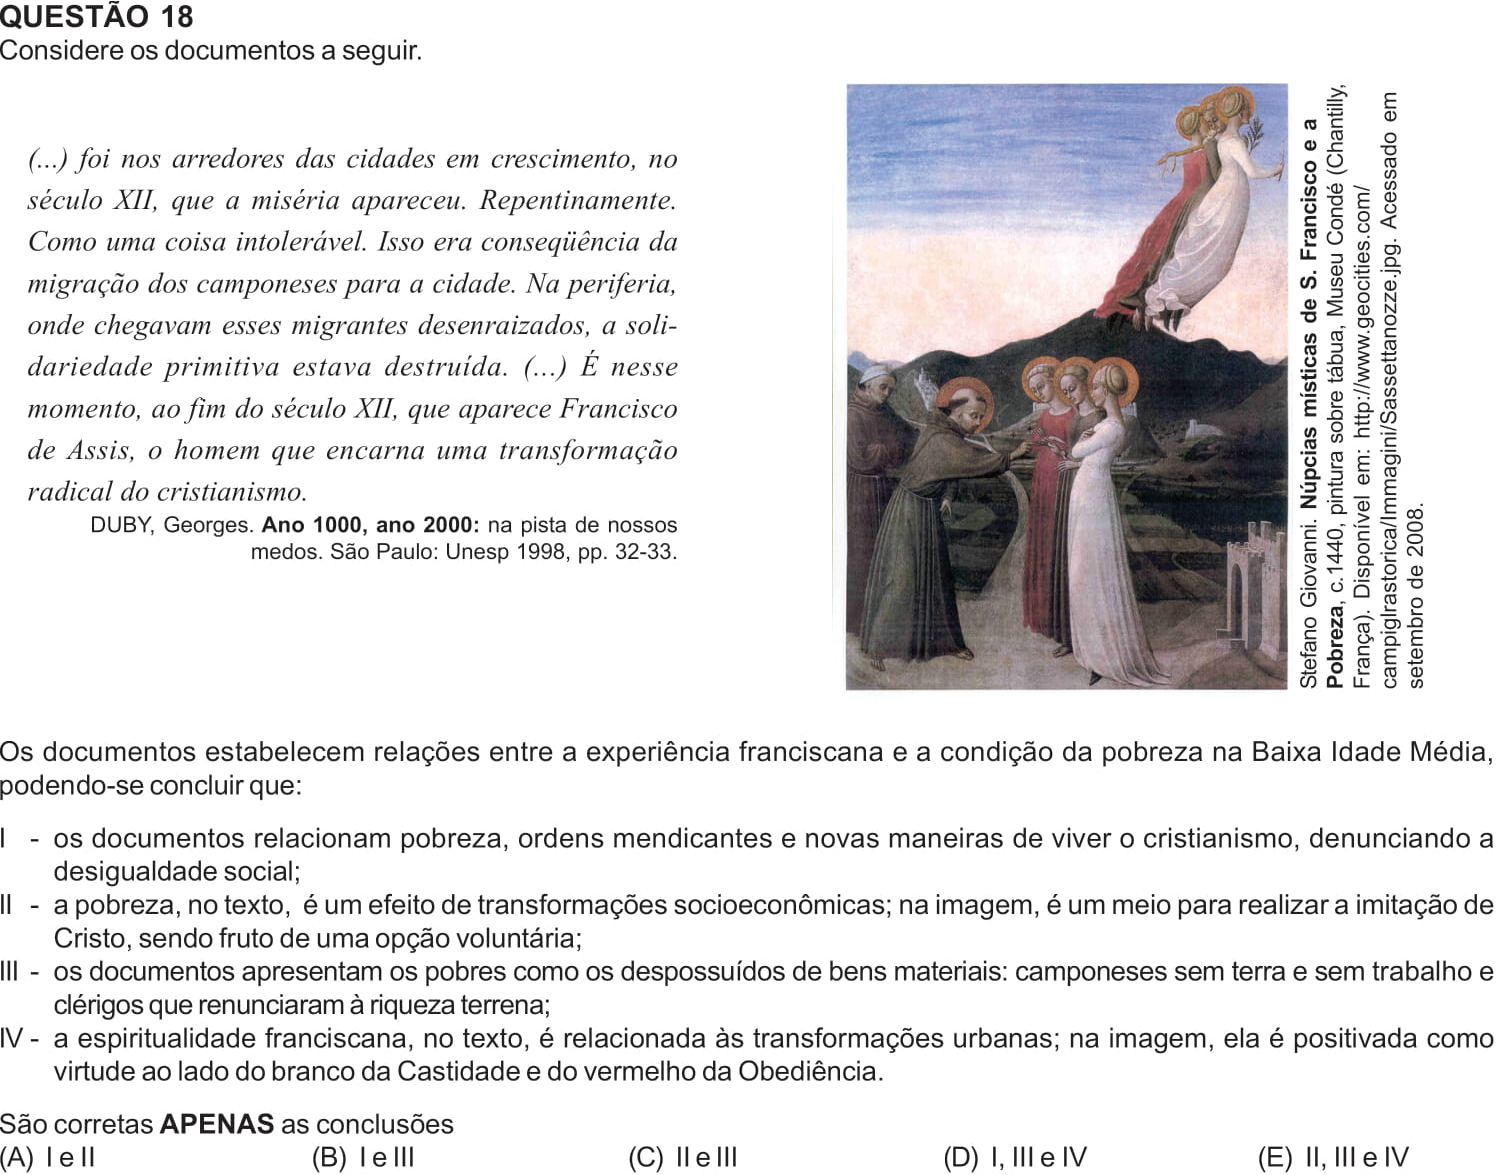 QUESTÃO 18
Considere os documentos a seguir.
(...) foi nos arredores das cidades em crescimento, no
século XII, que a miséria apareceu. Repentinamente.
Como uma coisa intolerável. Isso era conseqüência da
migração dos camponeses para a cidade. Na periferia,
onde chegavam esses migrantes desenraizados, a soli-
dariedade primitiva estava destruída. (...) É nesse
momento, ao fim do século XII, que aparece Francisco
de Assis, o homem que encarna uma transformação
radical do cristianismo.
DUBY, Georges. Ano 1000, ano 2000: na pista de nossos
medos. São Paulo: Unesp 1998, pp. 32-33.
Stefano Giovanni. Núpcias místicas de S. Francisco e a
Pobreza, c.1440, pintura sobre tábua, Museu Condé (Chantilly,
França). Disponível em: http://www.geocities.com/
campiglrastorica/Immagini/Sassettanozze.jpg. Acessado em
setembro de 2008.
Os documentos estabelecem relações entre a experiência franciscana e a condição da pobreza na Baixa Idade Média,
podendo-se concluir que:
I - os documentos relacionam pobreza, ordens mendicantes e novas maneiras de viver o cristianismo, denunciando a
desigualdade social;
II - a pobreza, no texto, é um efeito de transformações socioeconômicas; na imagem, é um meio para realizar a imitação de
Cristo, sendo fruto de uma opção voluntária;
III - os documentos apresentam os pobres como os despossuídos de bens materiais: camponeses sem terra e sem trabalho e
clérigos que renunciaram à riqueza terrena;
IV - a espiritualidade franciscana, no texto, é relacionada às transformações urbanas; na imagem, ela é positivada como
virtude ao lado do branco da Castidade e do vermelho da Obediência.
São corretas APENAS as conclusões
(A) I e II (B) I e III (C) II e III (D) I, III e IV (E) II, III e IV